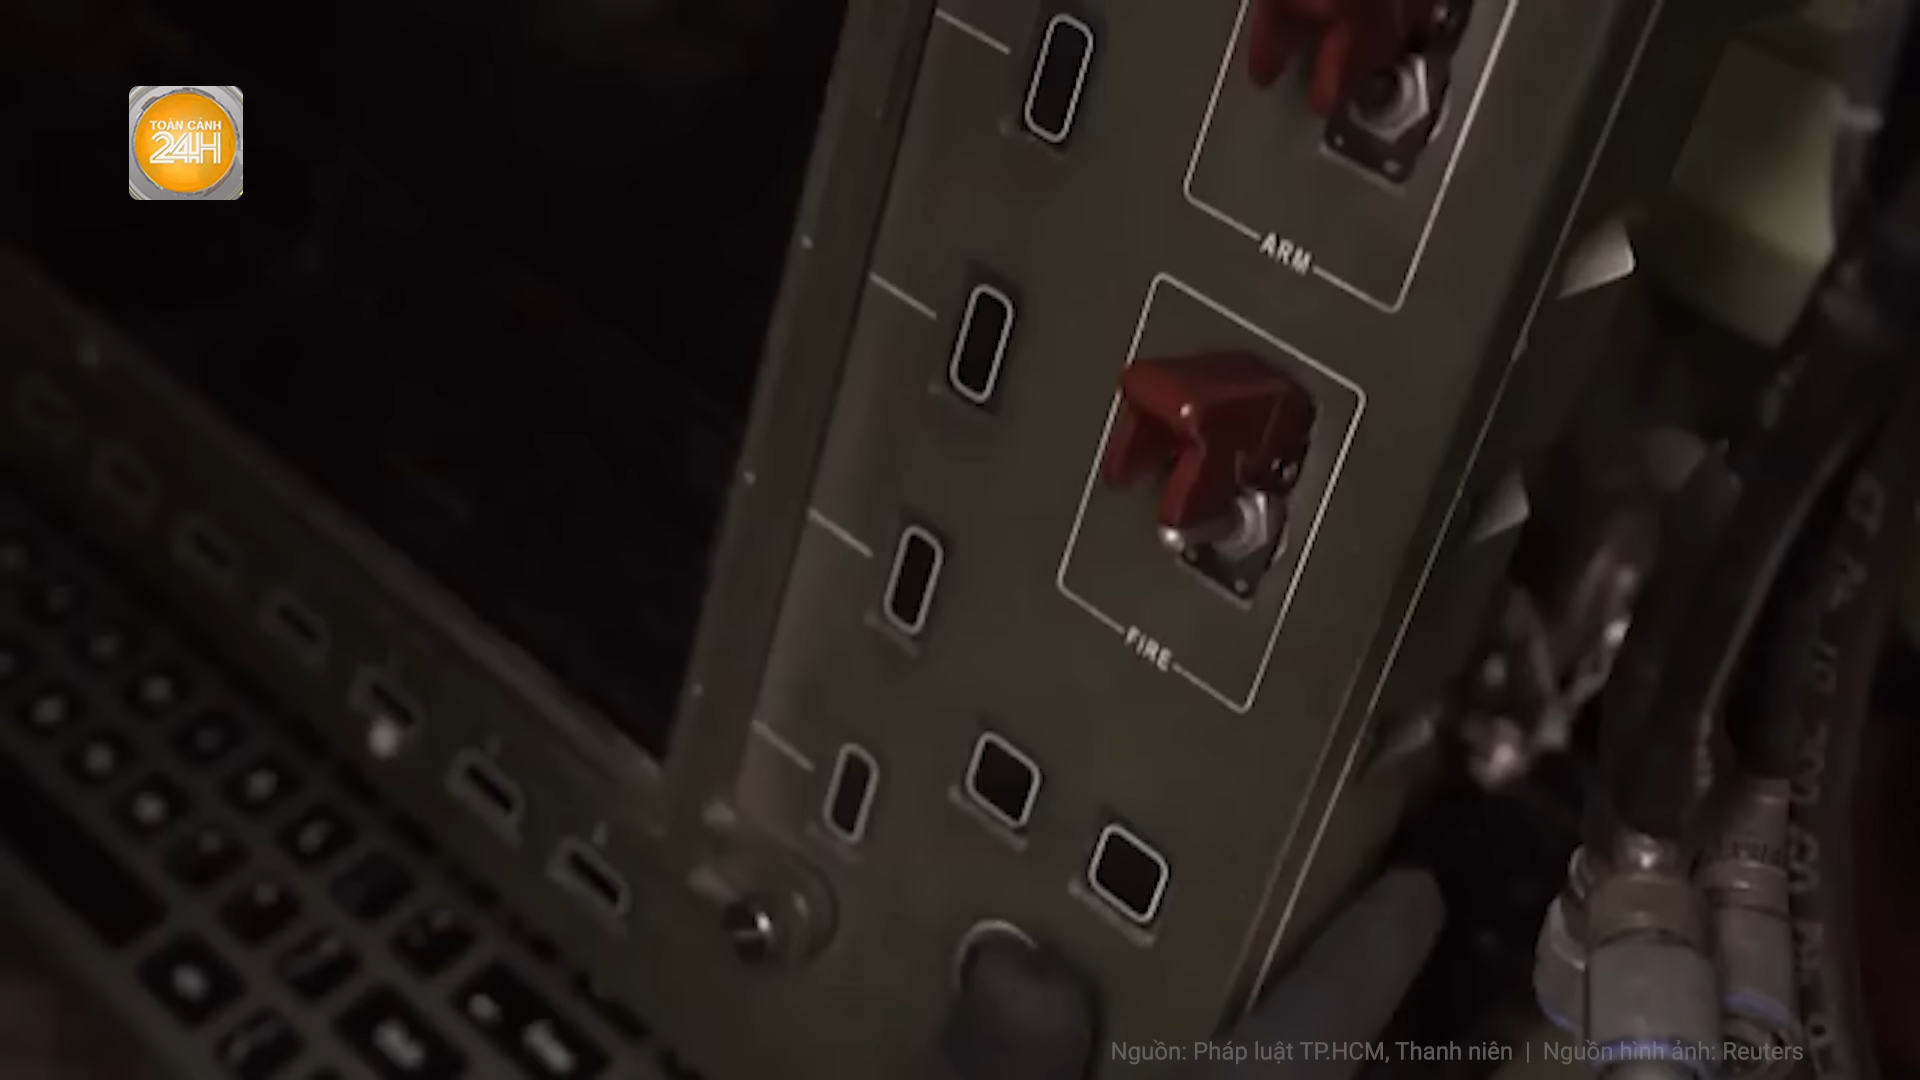 TOÀN CẢNH
24H
ARM
FIRE
Nguồn: Pháp luật TP.HCM, Thanh niên | Nguồn hình ảnh: Reuters